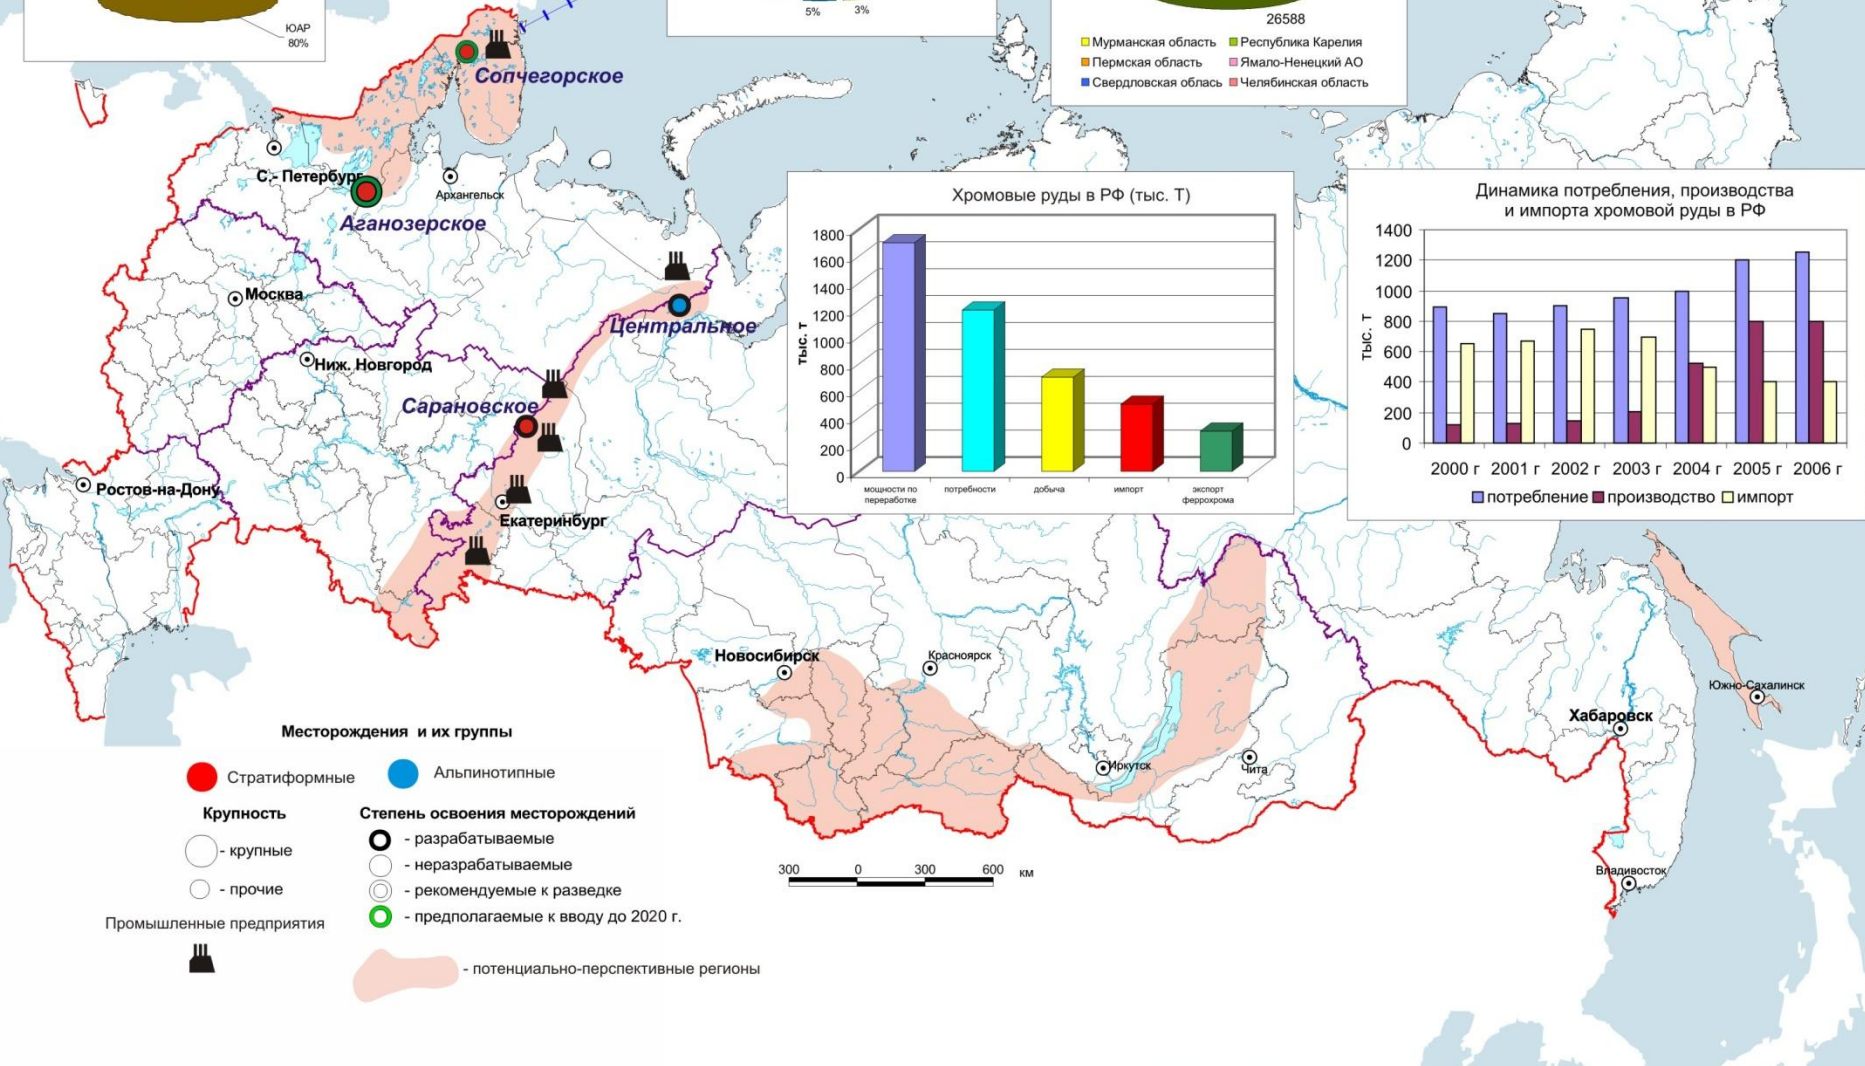 ЮАР
80%
5%
3%
26588
Мурманская область
Республика Карелия
Пермская область
Ямало-Ненецкий АО
Свердловская облась
Челябинская область
Сопчегорское
С.- Петербург
Архангельск
Аганозерское
Москва
Центральное
Ниж. Новгород
Сарановское
Ростов-на-Дону
Екатеринбург
Хромовые руды в РФ (тыс. Т)
тыс. т
1800
1600
1400
1200
1000
800
600
400
200
0
мощности по
переработке
потребности
добыча
импорт
экспорт
феррохрома
Динамика потребления, производства
и импорта хромовой руды в РФ
тыс. т
1400
1200
1000
800
600
400
200
0
2000 г
2001 г
2002 г
2003 г
2004 г
2005 г
2006 г
потребление
производство
импорт
Новосибирск
Красноярск
Иркутск
Чита
Южно-Сахалинск
Хабаровск
Владивосток
Месторождения и их группы
Стратиформные
Альпинотипные
Крупность
- крупные
- прочие
Промышленные предприятия
Степень освоения месторождений
- разрабатываемые
- неразрабатываемые
- рекомендуемые к разведке
- предполагаемые к вводу до 2020 г.
- потенциально-перспективные регионы
300
0
300
600
км